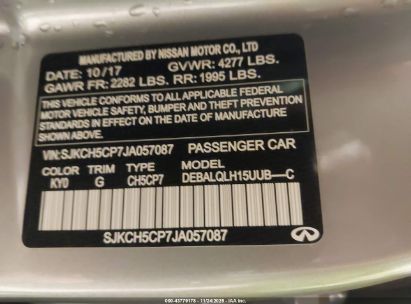 MANUFACTURED BY NISSAN MOTOR CO., LTD
DATE: 10/17 GVWR: 4277 LBS.
GAWR FR: 2282 LBS. RR: 1995 LBS.
THIS VEHICLE CONFORMS TO ALL APPLICABLE FEDERAL
MOTOR VEHICLE SAFETY, BUMPER AND THEFT PREVENTION
STANDARDS IN EFFECT ON THE DATE OF MANUFACTURE
SHOWN ABOVE.
VIN:SJKCH5CP7JA057087 PASSENGER CAR
COLOR TRIM TYPE MODEL
KY0 G CH5CP7 DEBALQLH15UUB--C
SJKCH5CP7JA057087
INFINITI